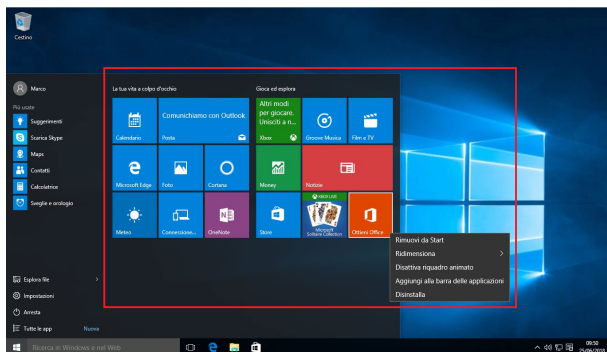 Cestino
Marco
Più usate
Suggerimenti
Scarica Skype
Maps
Contatti
Calcolatrice
Sveglie e orologio
Esplora file
Impostazioni
Arresta
Tutte le app Nuova
Ricerca in Windows e nel Web
La tua vita a colpo d'occhio
Calendario
Comunichiamo con Outlook
Posta
Microsoft Edge
Foto
Cortana
Meteo
Connessione...
OneNote
Gioca ed esplora
Altri modi
per giocare.
Unisciti a n...
Xbox
Groove Musica
Film e TV
Money
Notizie
Store
XBOX LIVE
Microsoft
Solitaire Collection
Ottieni Office
Rimuovi da Start
Ridimensiona
Disattiva riquadro animato
Aggiungi alla barra delle applicazioni
Disinstalla
09:50